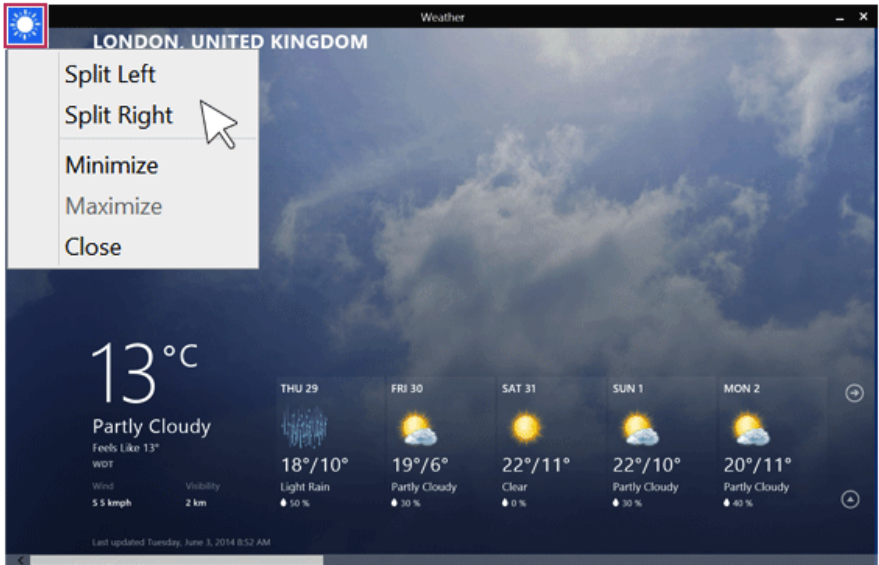 Weather
LONDON, UNITED KINGDOM
Split Left
Split Right
Minimize
Maximize
Close
13°C
Partly Cloudy
Feels Like 13°
WDT
Wind
Visibility
S 5 kmph
2 km
THU 29
18°/10°
Light Rain
50 %
FRI 30
19°/6°
Partly Cloudy
30 %
SAT 31
22°/11°
Clear
0 %
SUN 1
22°/10°
Partly Cloudy
30 %
MON 2
20°/11°
Partly Cloudy
40 %
Last updated Tuesday, June 3, 2014 8:52 AM